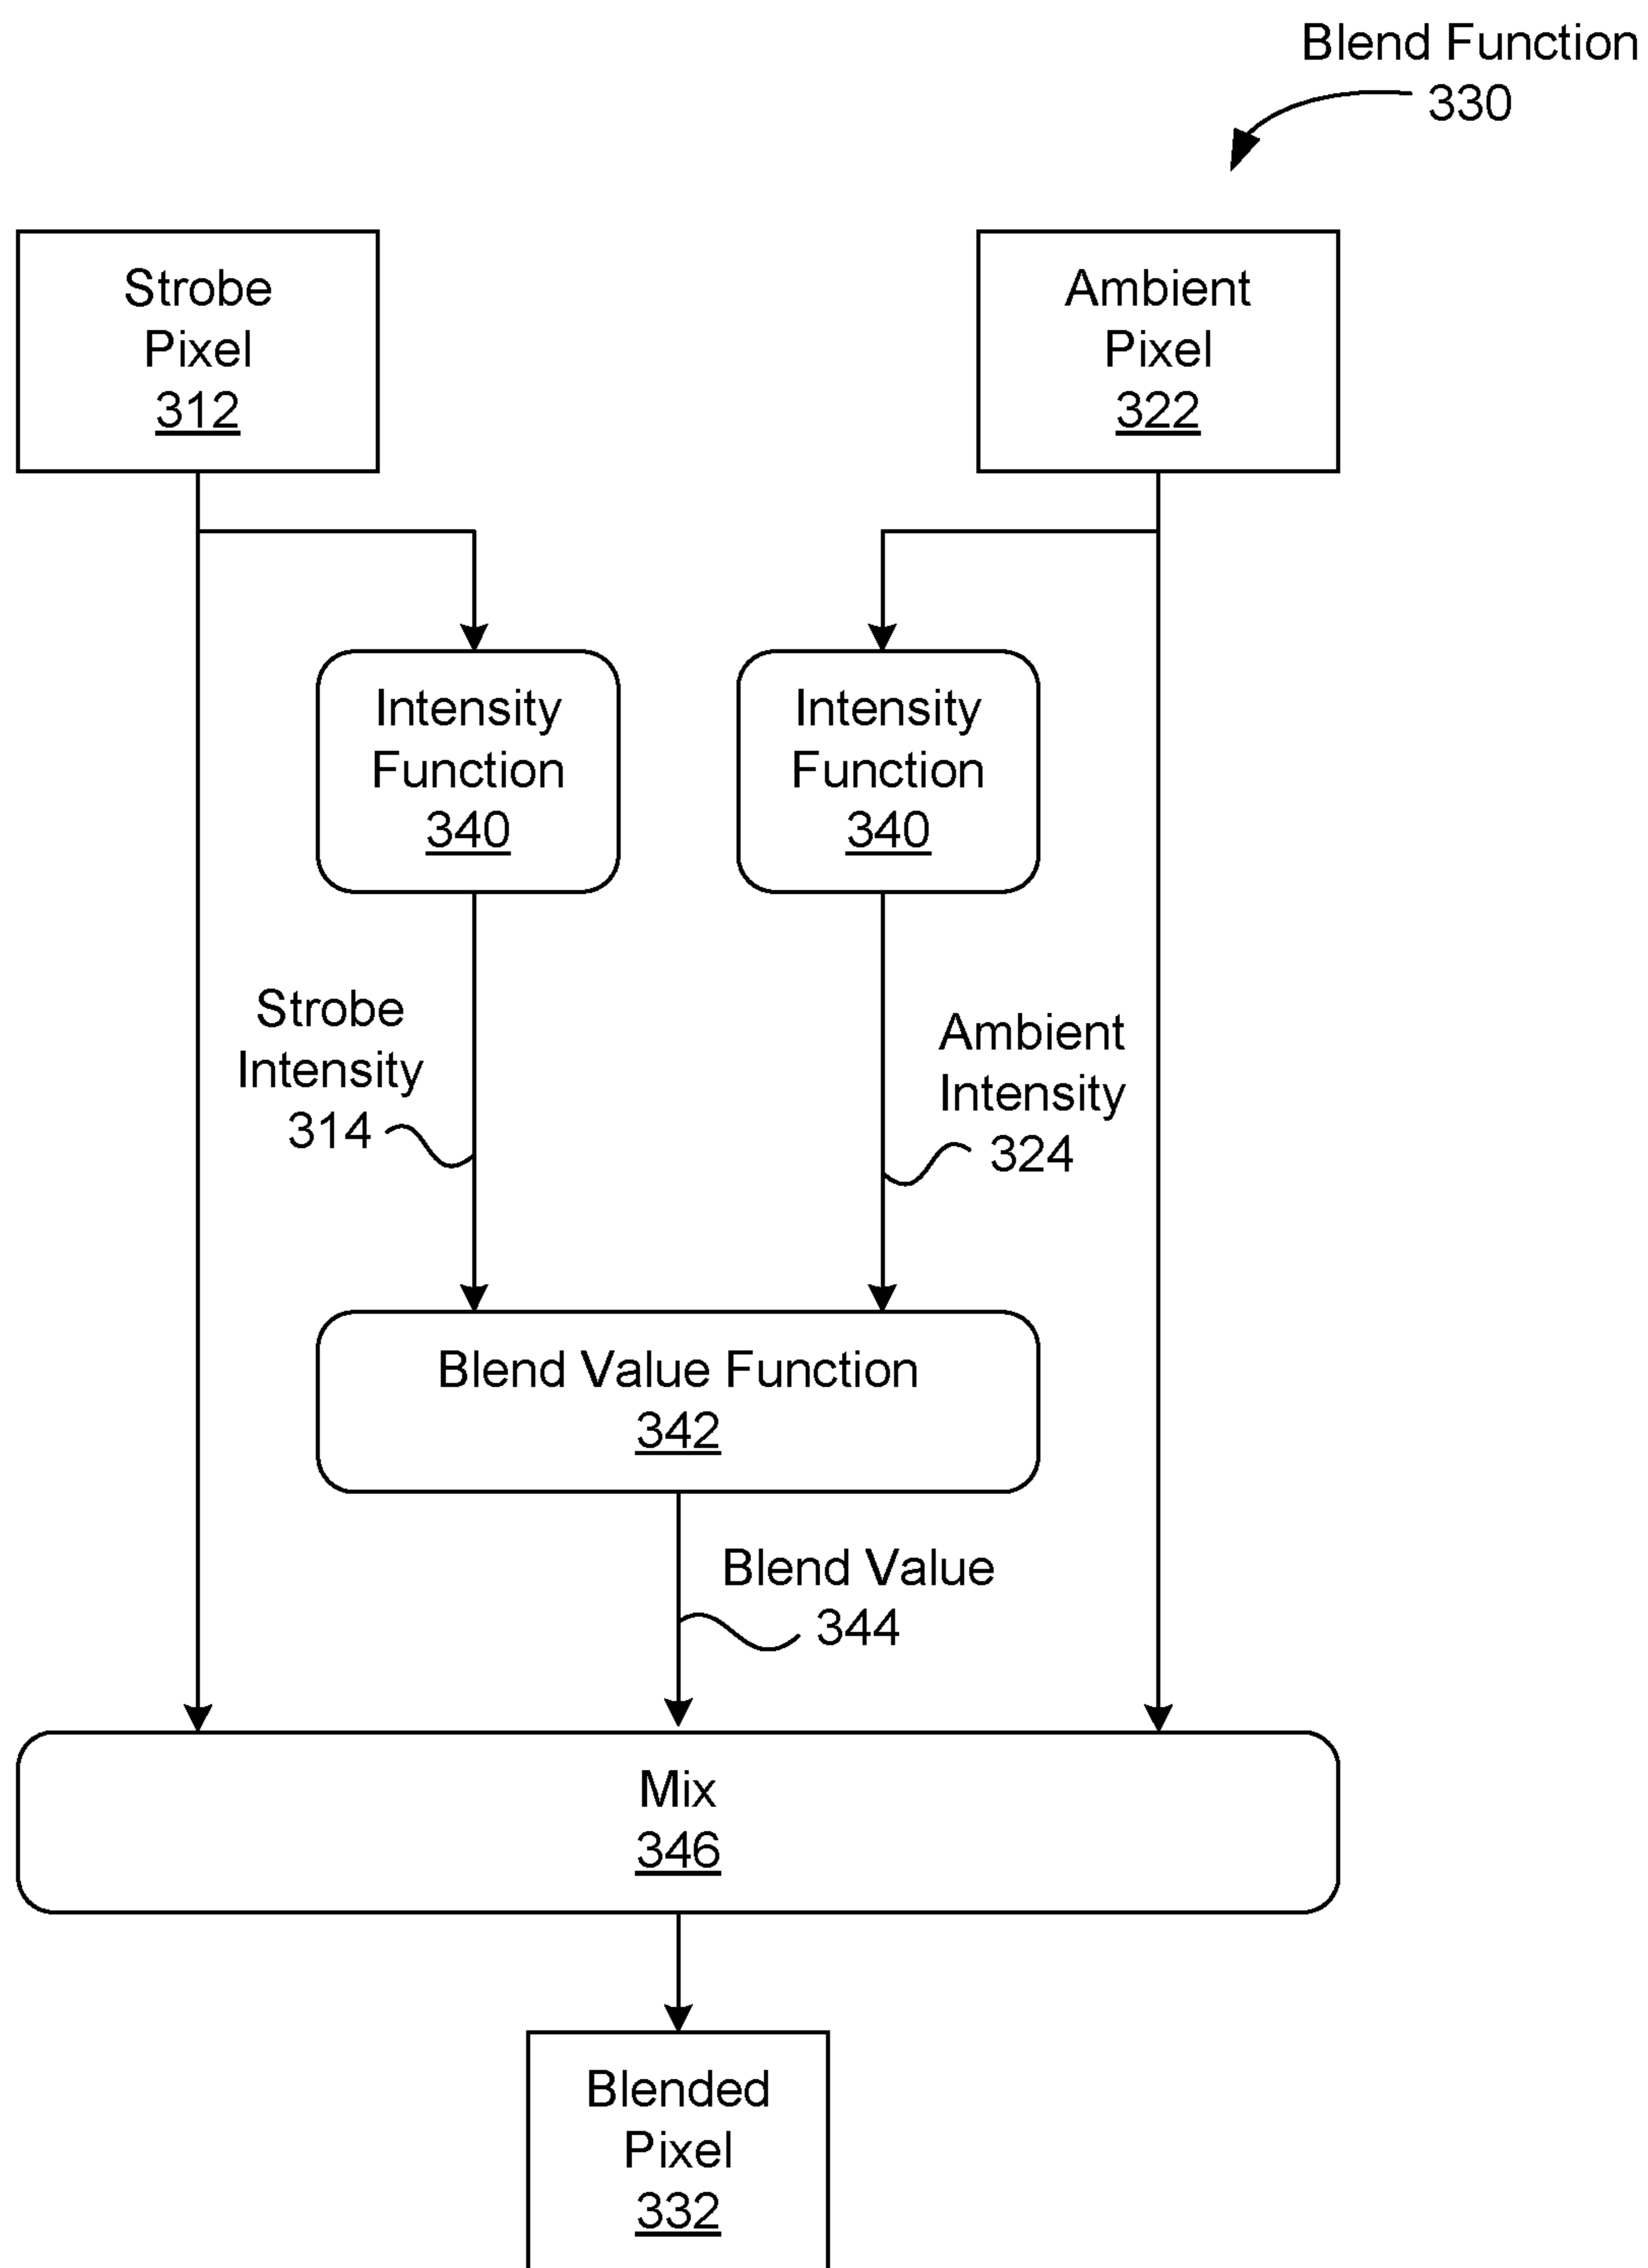 Blend Function
330
Strobe
Pixel
312
Ambient
Pixel
322
Intensity
Function
340
Intensity
Function
340
Strobe
Intensity
314
Ambient
Intensity
324
Blend Value Function
342
Blend Value
344
Mix
346
Blended
Pixel
332